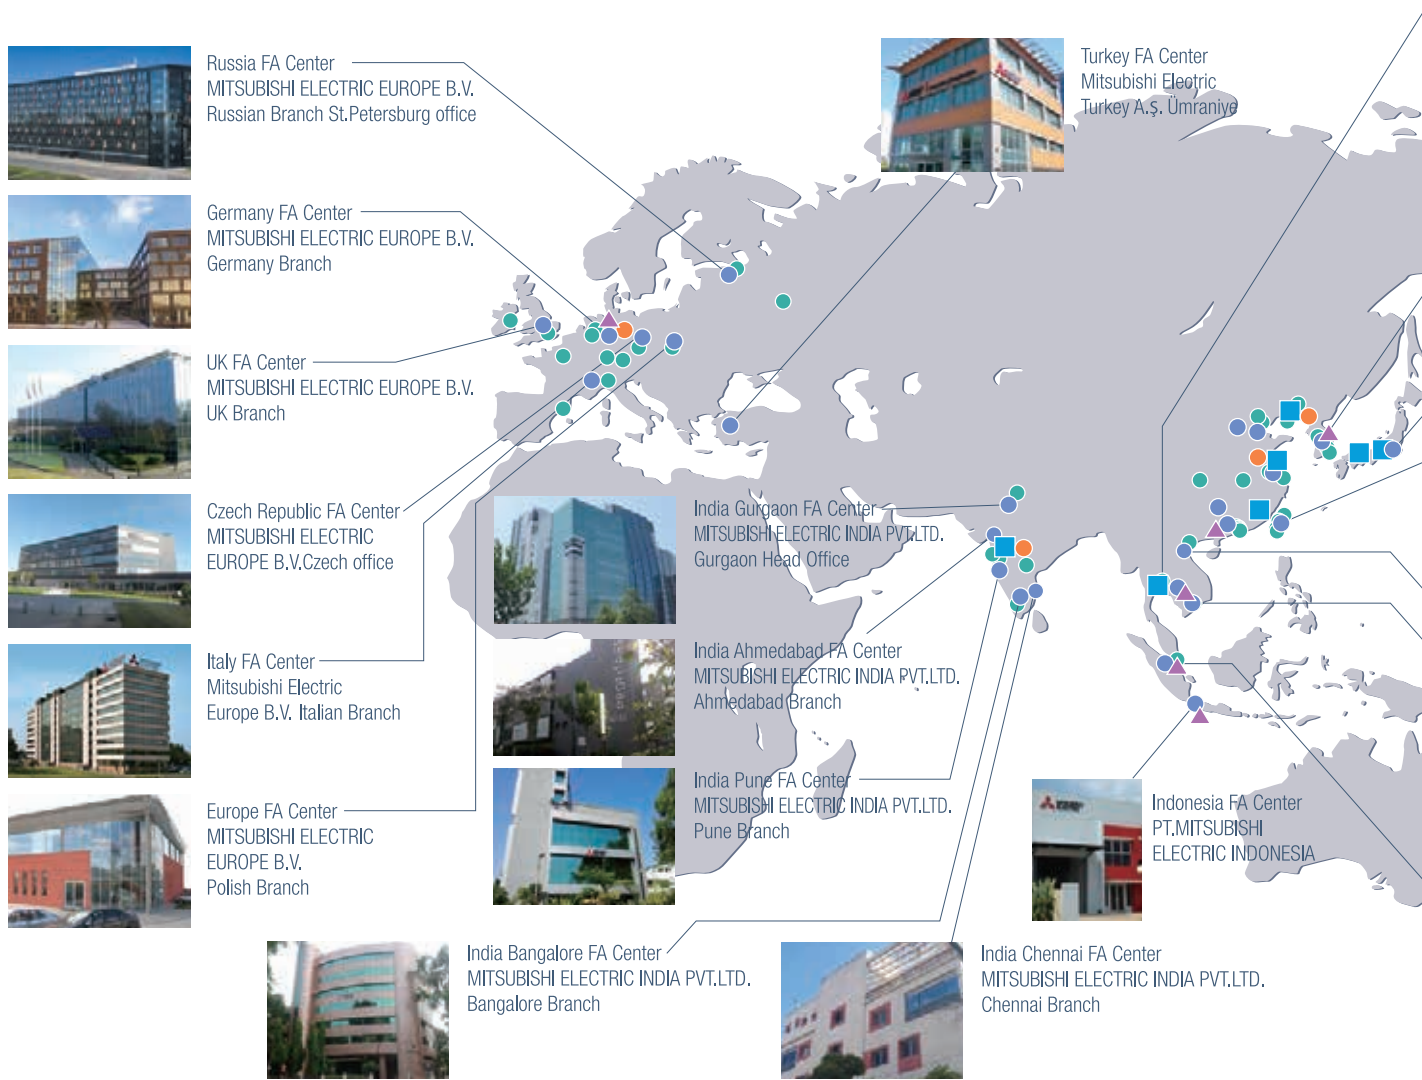 Russia FA Center
MITSUBISHI ELECTRIC EUROPE B.V.
Russian Branch St.Petersburg office
Germany FA Center
MITSUBISHI ELECTRIC EUROPE B.V.
Germany Branch
UK FA Center
MITSUBISHI ELECTRIC EUROPE B.V.
UK Branch
Czech Republic FA Center
MITSUBISHI ELECTRIC
EUROPE B.V.Czech office
Italy FA Center
Mitsubishi Electric
Europe B.V. Italian Branch
Europe FA Center
MITSUBISHI ELECTRIC
EUROPE B.V.
Polish Branch
Turkey FA Center
Mitsubishi Electric
Turkey A.Ş. Ümraniye
India Gurgaon FA Center
MITSUBISHI ELECTRIC INDIA PVT.LTD.
Gurgaon Head Office
India Ahmedabad FA Center
MITSUBISHI ELECTRIC INDIA PVT.LTD.
Ahmedabad Branch
India Pune FA Center
MITSUBISHI ELECTRIC INDIA PVT.LTD.
Pune Branch
India Bangalore FA Center
MITSUBISHI ELECTRIC INDIA PVT.LTD.
Bangalore Branch
India Chennai FA Center
MITSUBISHI ELECTRIC INDIA PVT.LTD.
Chennai Branch
Indonesia FA Center
PT.MITSUBISHI
ELECTRIC INDONESIA